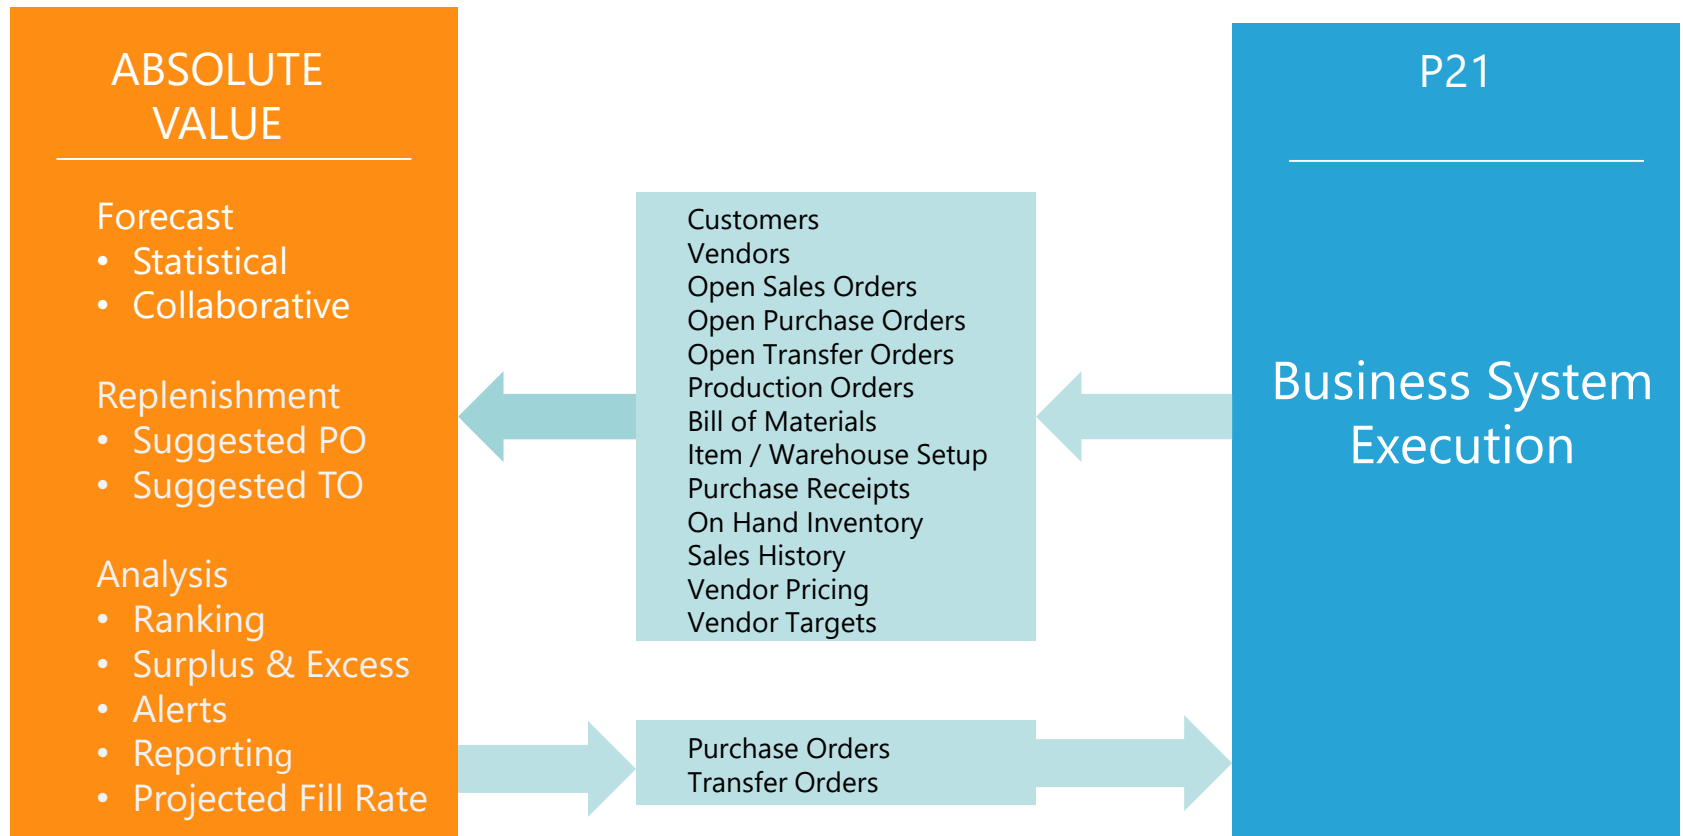 ABSOLUTE
VALUE
Forecast
• Statistical
• Collaborative
Replenishment
• Suggested PO
• Suggested TO
Analysis
• Ranking
• Surplus & Excess
• Alerts
• Reporting
• Projected Fill Rate
Customers
Vendors
Open Sales Orders
Open Purchase Orders
Open Transfer Orders
Production Orders
Bill of Materials
Item / Warehouse Setup
Purchase Receipts
On Hand Inventory
Sales History
Vendor Pricing
Vendor Targets
Purchase Orders
Transfer Orders
P21
Business System
Execution